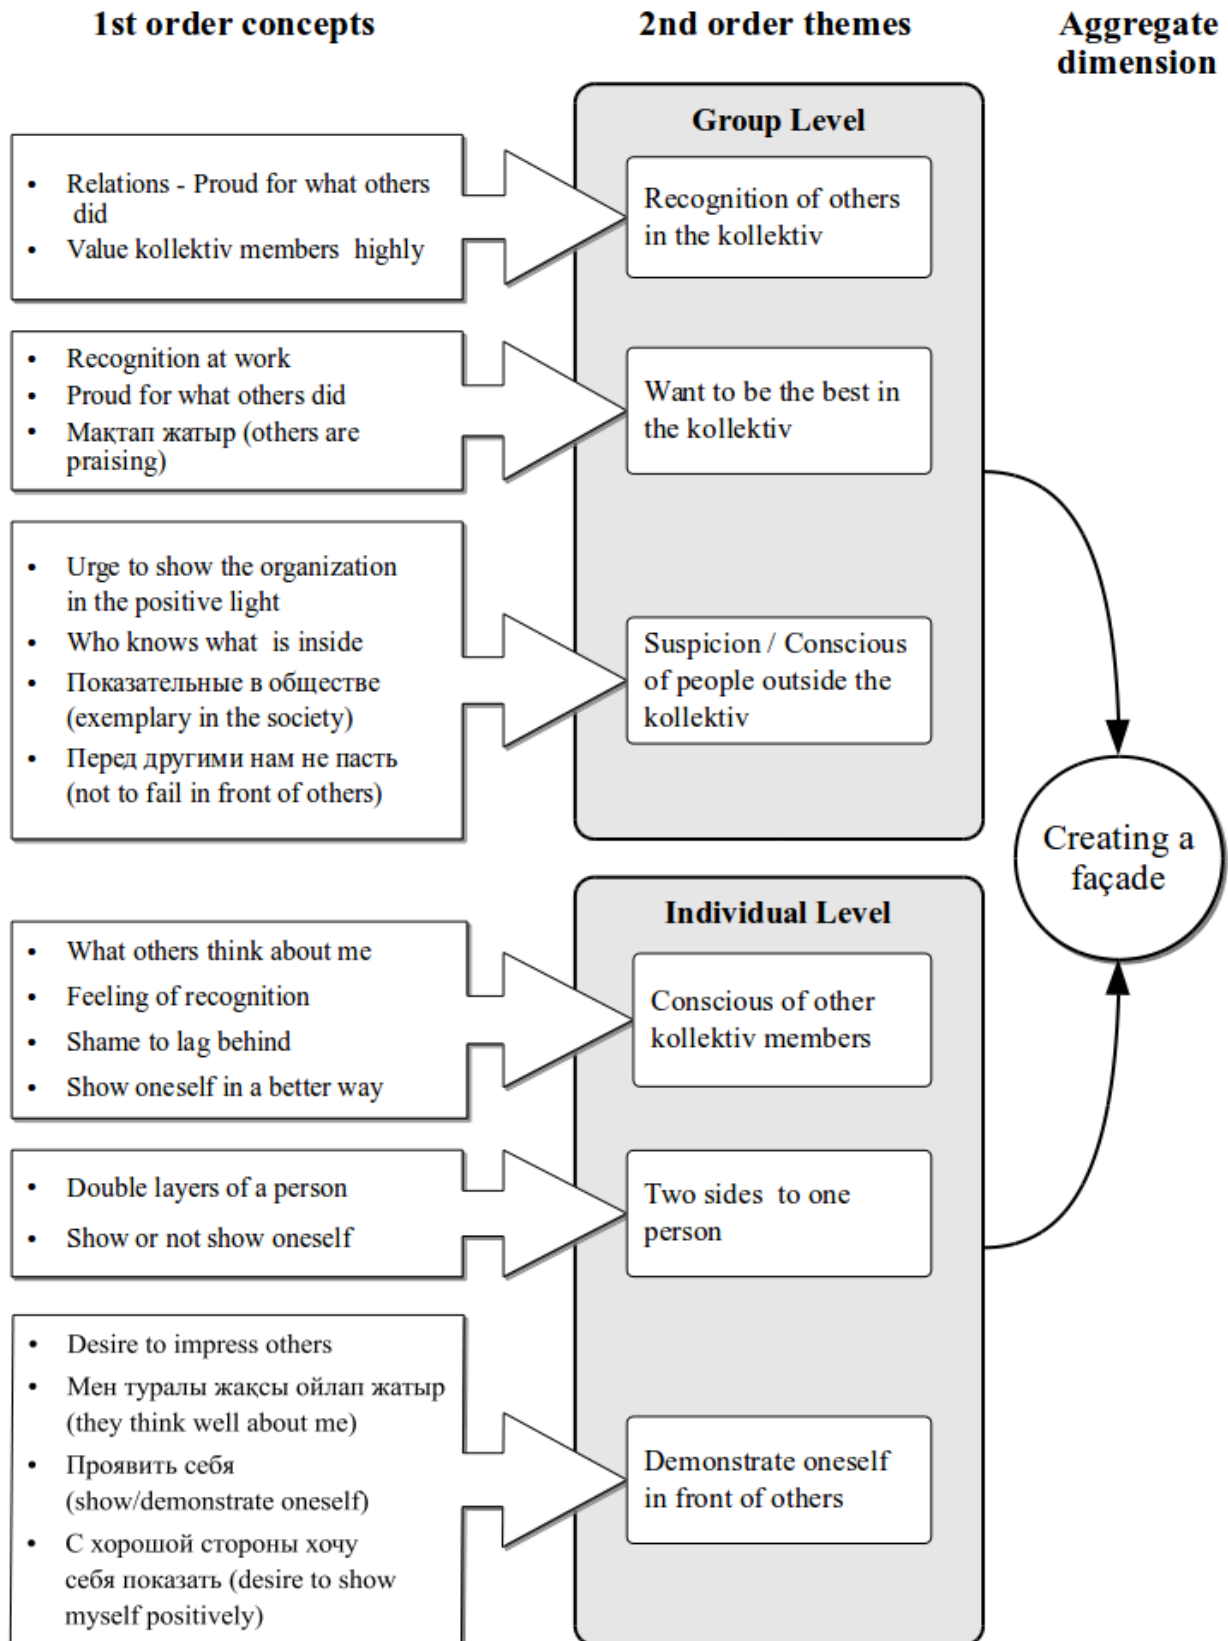 1st order concepts
2nd order themes
Aggregate
dimension
Group Level
• Relations - Proud for what others
did
• Value kollektiv members highly
Recognition of others
in the kollektiv
• Recognition at work
• Proud for what others did
• Мақтап жатыр (others are
praising)
Want to be the best in
the kollektiv
• Urge to show the organization
in the positive light
• Who knows what is inside
• Показательные в обществе
(exemplary in the society)
• Перед другими нам не пасть
(not to fail in front of others)
Suspicion / Conscious
of people outside the
kollektiv
Creating a
façade
Individual Level
• What others think about me
• Feeling of recognition
• Shame to lag behind
• Show oneself in a better way
Conscious of other
kollektiv members
• Double layers of a person
• Show or not show oneself
Two sides to one
person
• Desire to impress others
• Мен туралы жақсы ойлап жатыр
(they think well about me)
• Проявить себя
(show/demonstrate oneself)
• С хорошой стороны хочу
себя показать (desire to show
myself positively)
Demonstrate oneself
in front of others